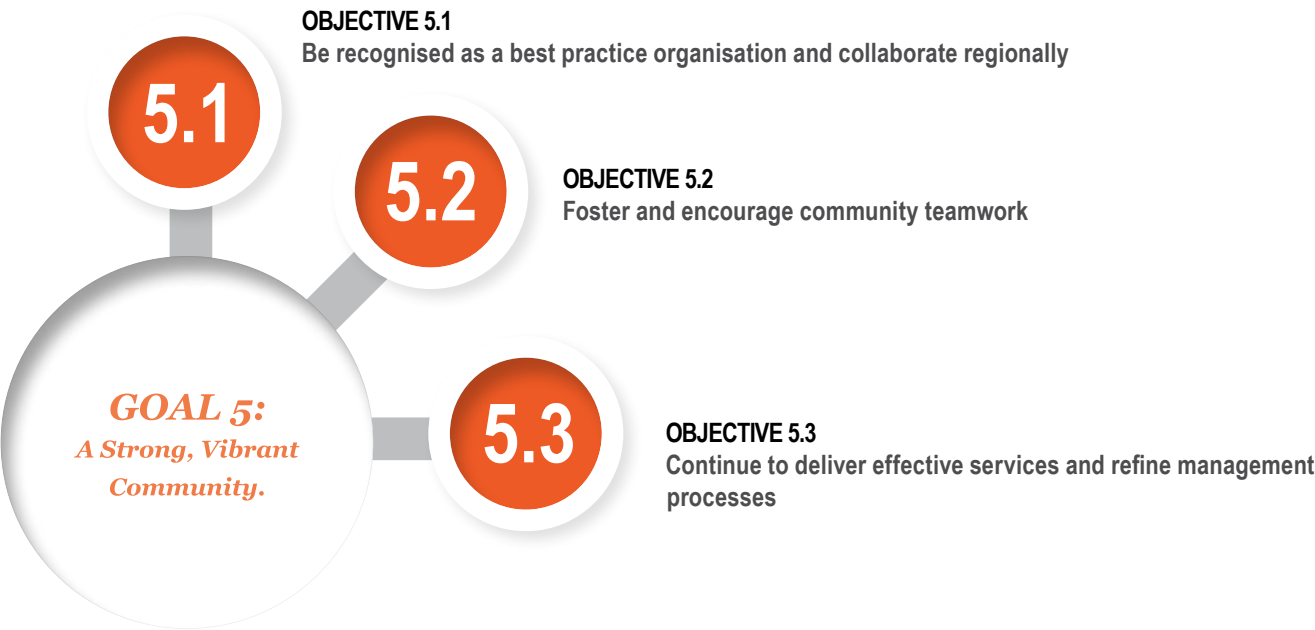 OBJECTIVE 5.1
Be recognised as a best practice organisation and collaborate regionally
5.1
5.2
OBJECTIVE 5.2
Foster and encourage community teamwork
GOAL 5:
A Strong, Vibrant
Community.
5.3
OBJECTIVE 5.3
Continue to deliver effective services and refine management
processes